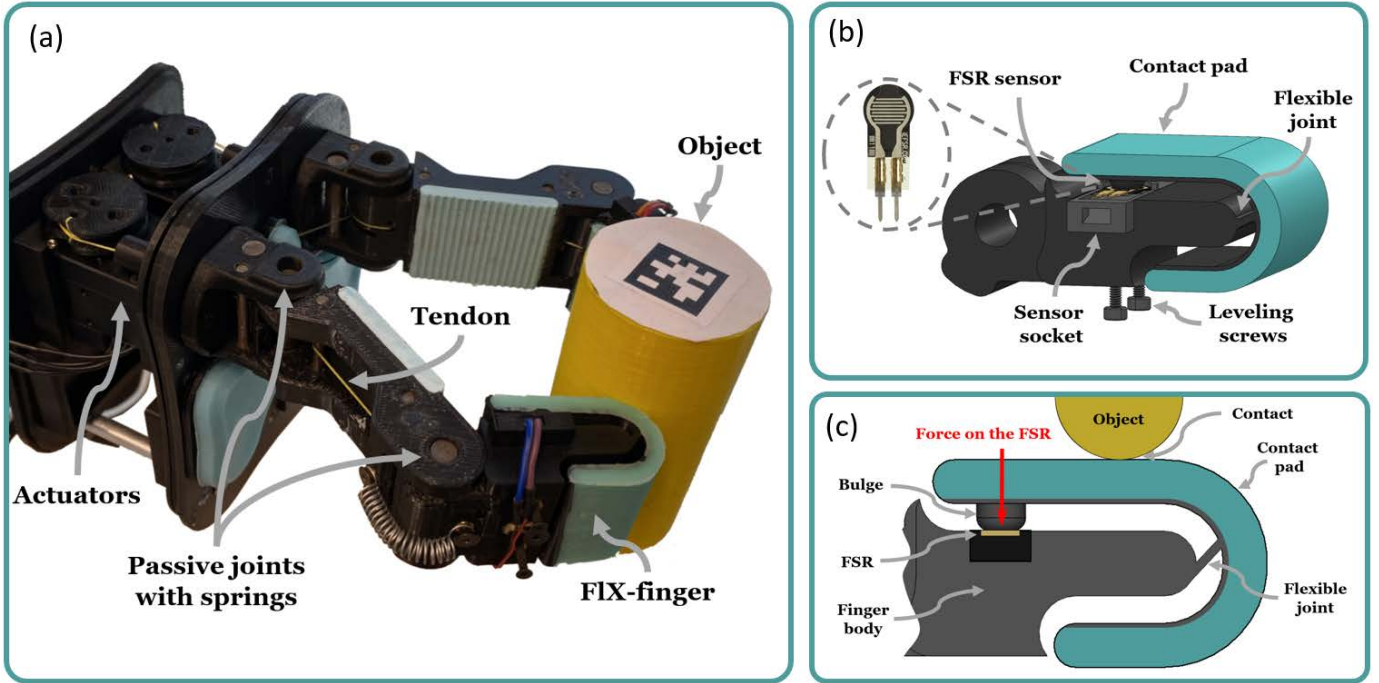 (a)
Object
Tendon
Actuators
Passive joints
with springs
FlX-finger
(b)
FSR sensor
Contact pad
Flexible
joint
Sensor
socket
Leveling
screws
(c)
Force on the FSR
Object
Contact
Contact
pad
Bulge
FSR
Finger
body
Flexible
joint